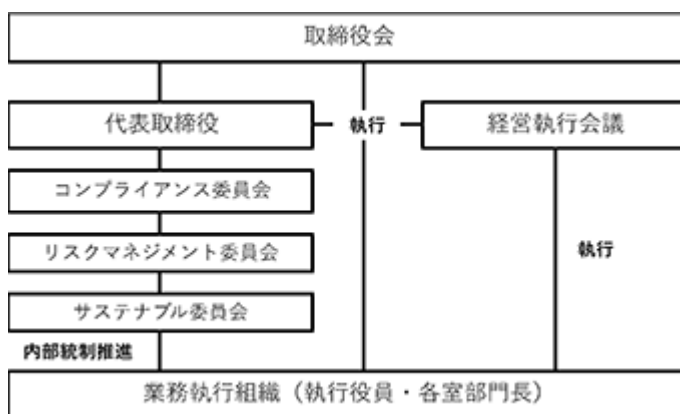 取締役会
代表取締役
執行
経営執行会議
コンプライアンス委員会
リスクマネジメント委員会
執行
サステナブル委員会
内部統制推進
業務執行組織（執行役員・各室部門長）